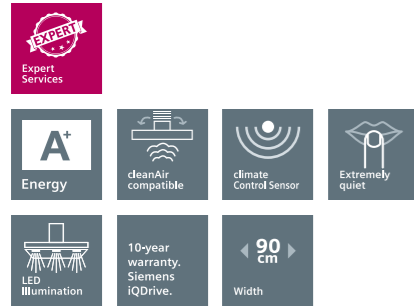 EXPERT
Expert
Services
A+
Energy
cleanAir
compatible
climate
Control Sensor
Extremely
quiet
LED
Illumination
10-year
warranty.
Siemens
iQDrive.
90
cm
Width